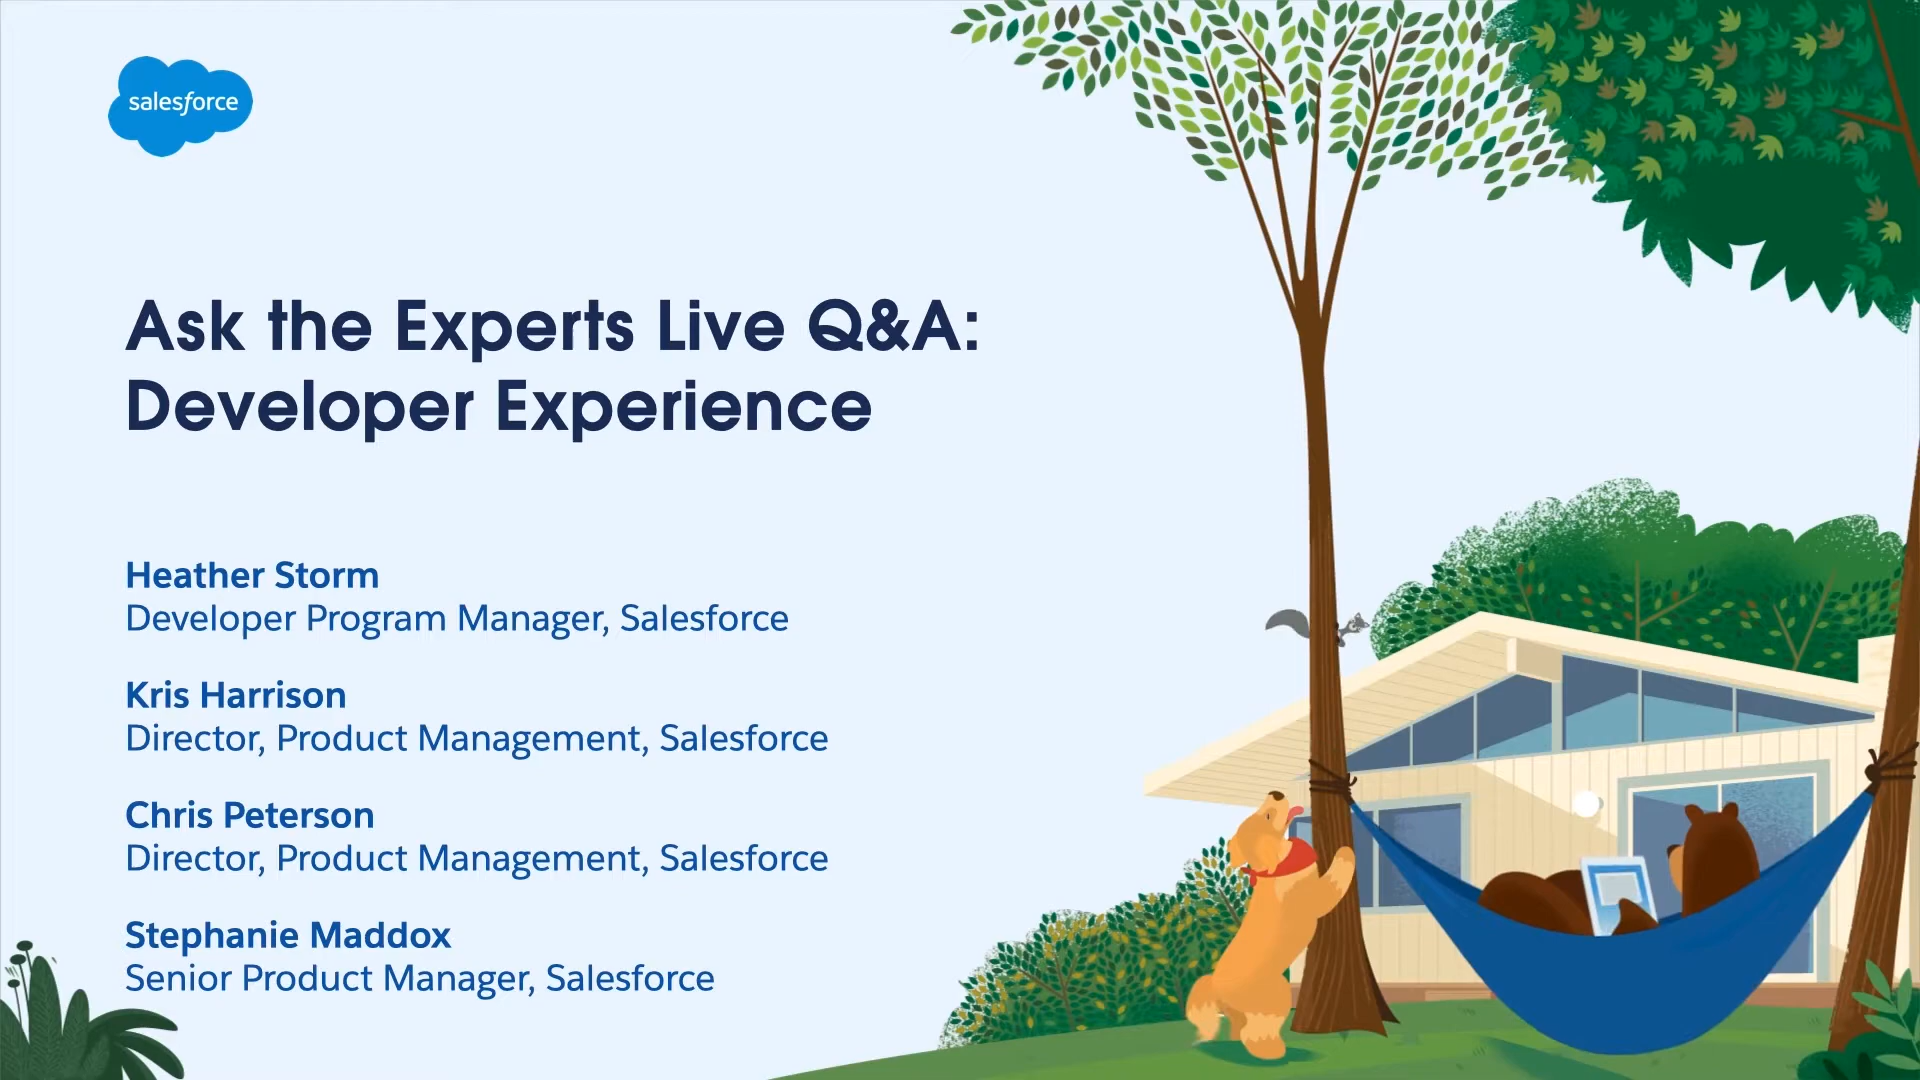 salesforce
Ask the Experts Live Q&A:
Developer Experience
Heather Storm
Developer Program Manager, Salesforce
Kris Harrison
Director, Product Management, Salesforce
Chris Peterson
Director, Product Management, Salesforce
Stephanie Maddox
Senior Product Manager, Salesforce